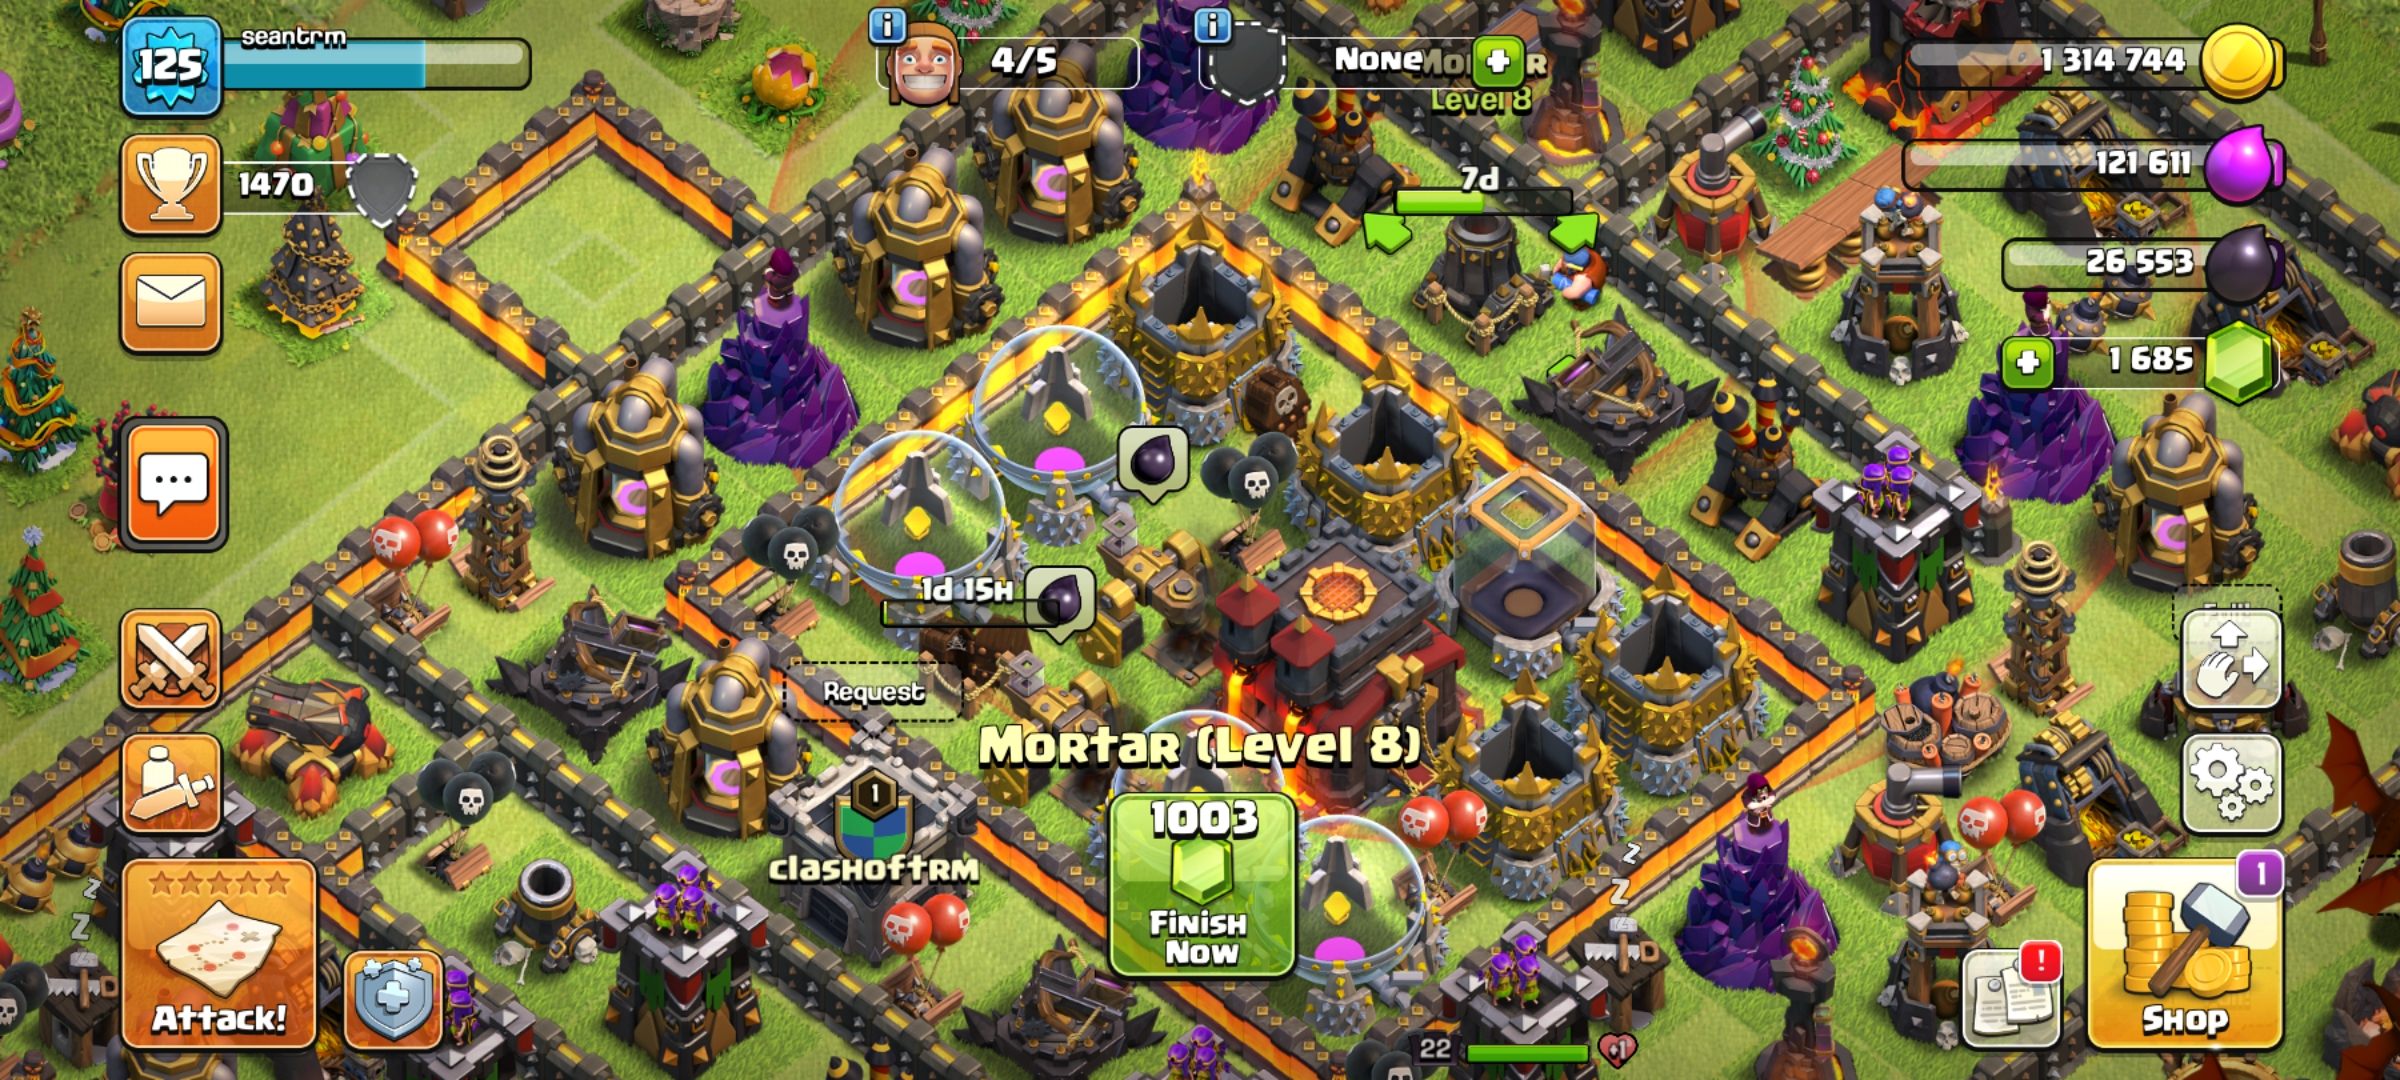 125
seantrm
4/5
None
Level 8
1 314 744
1470
7d
121 611
26 553
1 685
1d 15h
Request
Mortar (Level 8)
1
clashoftrm
1003
Finish
Now
z
z
z
z
1
Attack!
!
Shop
22
+1